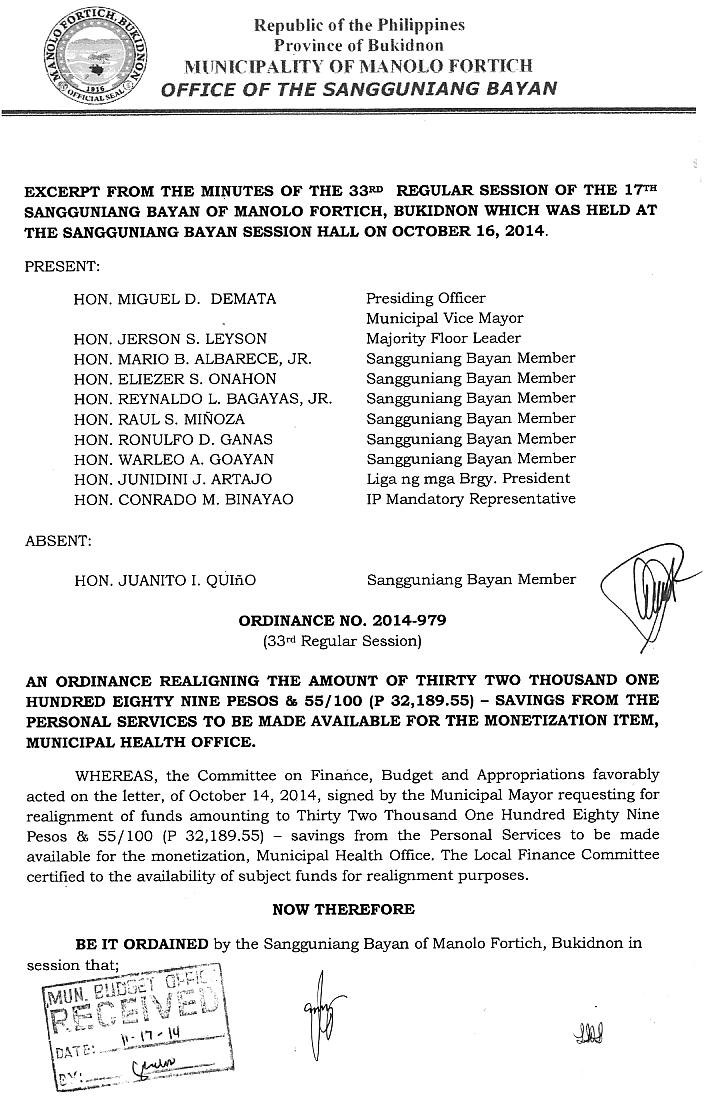 MANOLO FORTICH, BUKIDNON
1916
OFFICIAL SEAL
Republic of the Philippines
Province of Bukidnon
MUNICIPALITY OF MANOLO FORTICH
OFFICE OF THE SANGGUNIANG BAYAN
EXCERPT FROM THE MINUTES OF THE 33RD REGULAR SESSION OF THE 17TH
SANGGUNIANG BAYAN OF MANOLO FORTICH, BUKIDNON WHICH WAS HELD AT
THE SANGGUNIANG BAYAN SESSION HALL ON OCTOBER 16, 2014.
PRESENT:
HON. MIGUEL D. DEMATA Presiding Officer
Municipal Vice Mayor
HON. JERSON S. LEYSON Majority Floor Leader
HON. MARIO B. ALBARECE, JR. Sangguniang Bayan Member
HON. ELIEZER S. ONAHON Sangguniang Bayan Member
HON. REYNALDO L. BAGAYAS, JR. Sangguniang Bayan Member
HON. RAUL S. MIÑOZA Sangguniang Bayan Member
HON. RONULFO D. GANAS Sangguniang Bayan Member
HON. WARLEO A. GOAYAN Sangguniang Bayan Member
HON. JUNIDINI J. ARTAJO Liga ng mga Brgy. President
HON. CONRADO M. BINAYAO IP Mandatory Representative
ABSENT:
HON. JUANITO I. QUIñO Sangguniang Bayan Member
ORDINANCE NO. 2014-979
(33rd Regular Session)
AN ORDINANCE REALIGNING THE AMOUNT OF THIRTY TWO THOUSAND ONE
HUNDRED EIGHTY NINE PESOS & 55/100 (P 32,189.55) – SAVINGS FROM THE
PERSONAL SERVICES TO BE MADE AVAILABLE FOR THE MONETIZATION ITEM,
MUNICIPAL HEALTH OFFICE.
WHEREAS, the Committee on Finance, Budget and Appropriations favorably
acted on the letter, of October 14, 2014, signed by the Municipal Mayor requesting for
realignment of funds amounting to Thirty Two Thousand One Hundred Eighty Nine
Pesos & 55/100 (P 32,189.55) – savings from the Personal Services to be made
available for the monetization, Municipal Health Office. The Local Finance Committee
certified to the availability of subject funds for realignment purposes.
NOW THEREFORE
BE IT ORDAINED by the Sangguniang Bayan of Manolo Fortich, Bukidnon in
session that;
MUN. BUDGET OFFIC
RECEIVED
DATE: 11-17-14
BY: